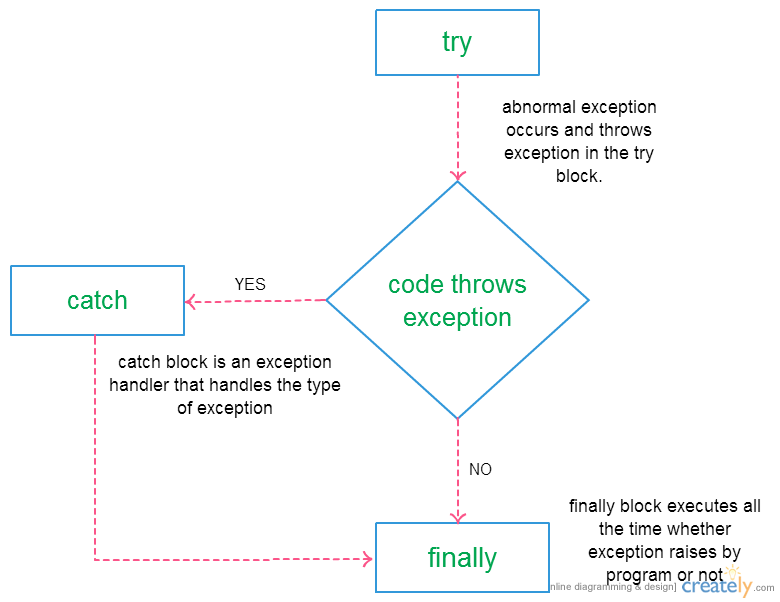 try
abnormal exception
occurs and throws
exception in the try
block.
code throws
exception
YES
catch
catch block is an exception
handler that handles the type
of exception
NO
finally
finally block executes all
the time whether
exception raises by
program or not
nline diagramming & design]
creately.com